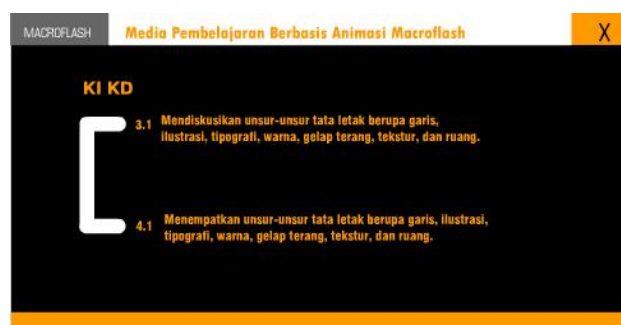 MACROFLASH
Media Pembelajaran Berbasis Animasi Macroflash
X
KI KD
3.1 Mendiskusikan unsur-unsur tata letak berupa garis,
ilustrasi, tipografi, warna, gelap terang, tekstur, dan ruang.
4.1 Menempatkan unsur-unsur tata letak berupa garis, ilustrasi,
tipografi, warna, gelap terang, tekstur, dan ruang.